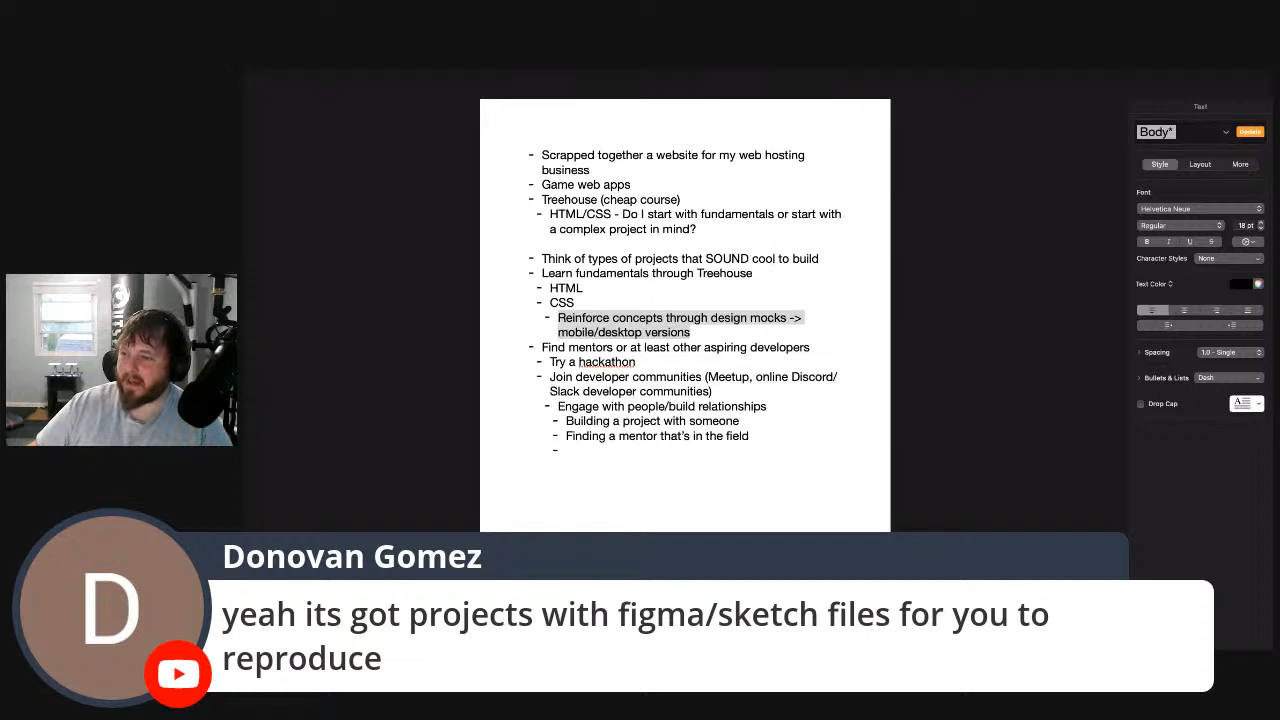 - Scrapped together a website for my web hosting
business
- Game web apps
- Treehouse (cheap course)
- HTML/CSS - Do I start with fundamentals or start with
a complex project in mind?
- Think of types of projects that SOUND cool to build
- Learn fundamentals through Treehouse
- HTML
- CSS
- Reinforce concepts through design mocks ->
mobile/desktop versions
- Find mentors or at least other aspiring developers
- Try a hackathon
- Join developer communities (Meetup, online Discord/
Slack developer communities)
- Engage with people/build relationships
- Building a project with someone
- Finding a mentor that's in the field
-
Text
Body*
Update
Style Layout More
Font
Helvetica Neue
Regular 18 pt
B I U S
Character Styles None
Text Color
Spacing 1.0 - Single
Bullets & Lists Dash
Drop Cap
D
Donovan Gomez
yeah its got projects with figma/sketch files for you to
reproduce